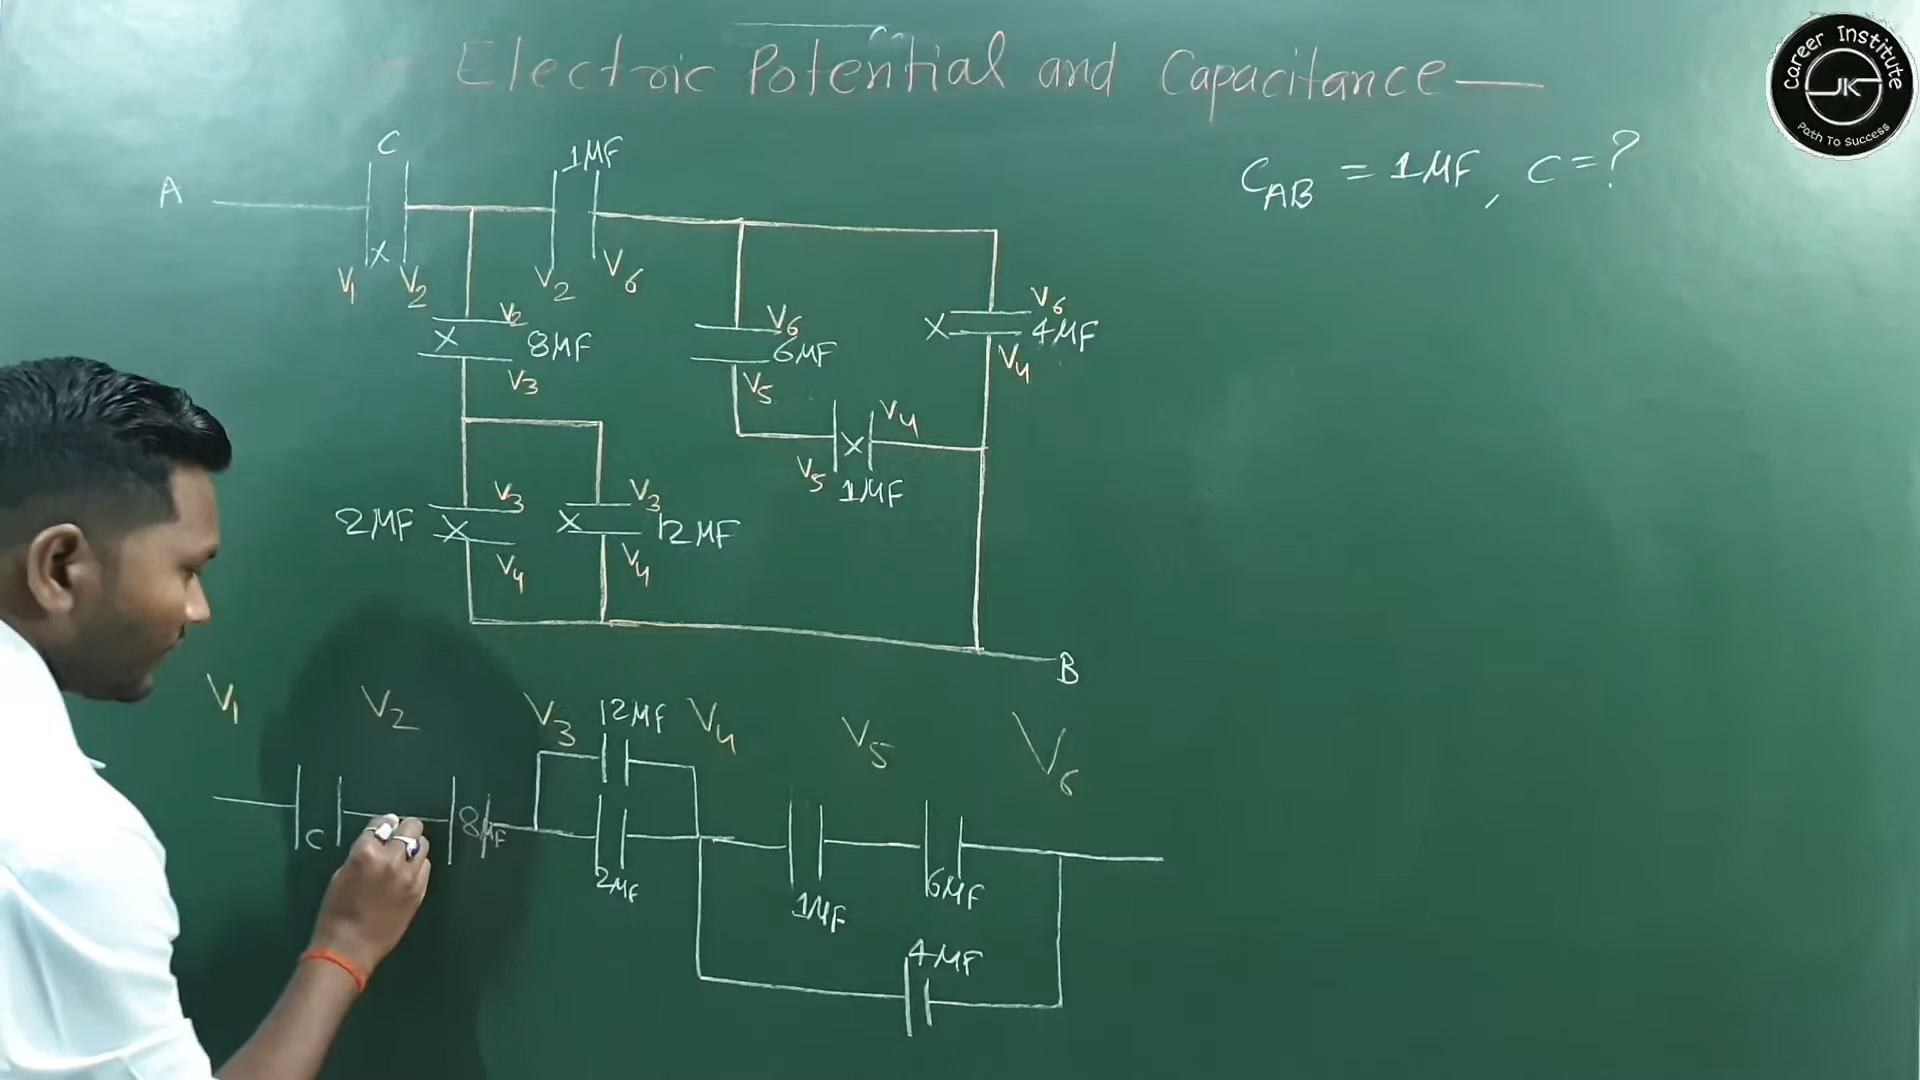 Electric Potential and Capacitance
Career Institute
JK
Path To Success
C_AB = 1MF, C = ?
C
1MF
A
X
V1 V2
V2 V6
V2
X 8MF
V3
V6
6MF
V5
V6
X 4MF
V4
V4
X
V5 1MF
V3
2MF X
V4
V3
X 12MF
V4
B
V1 V2 V3 12MF V4 V5 V6
C 8MF
2MF
1MF
6MF
4MF